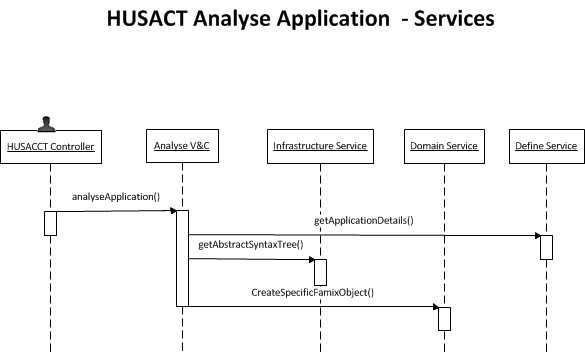 HUSACT Analyse Application - Services
HUSACCT Controller
Analyse V&C
Infrastructure Service
Domain Service
Define Service
analyseApplication()
getApplicationDetails()
getAbstractSyntaxTree()
CreateSpecificFamixObject()